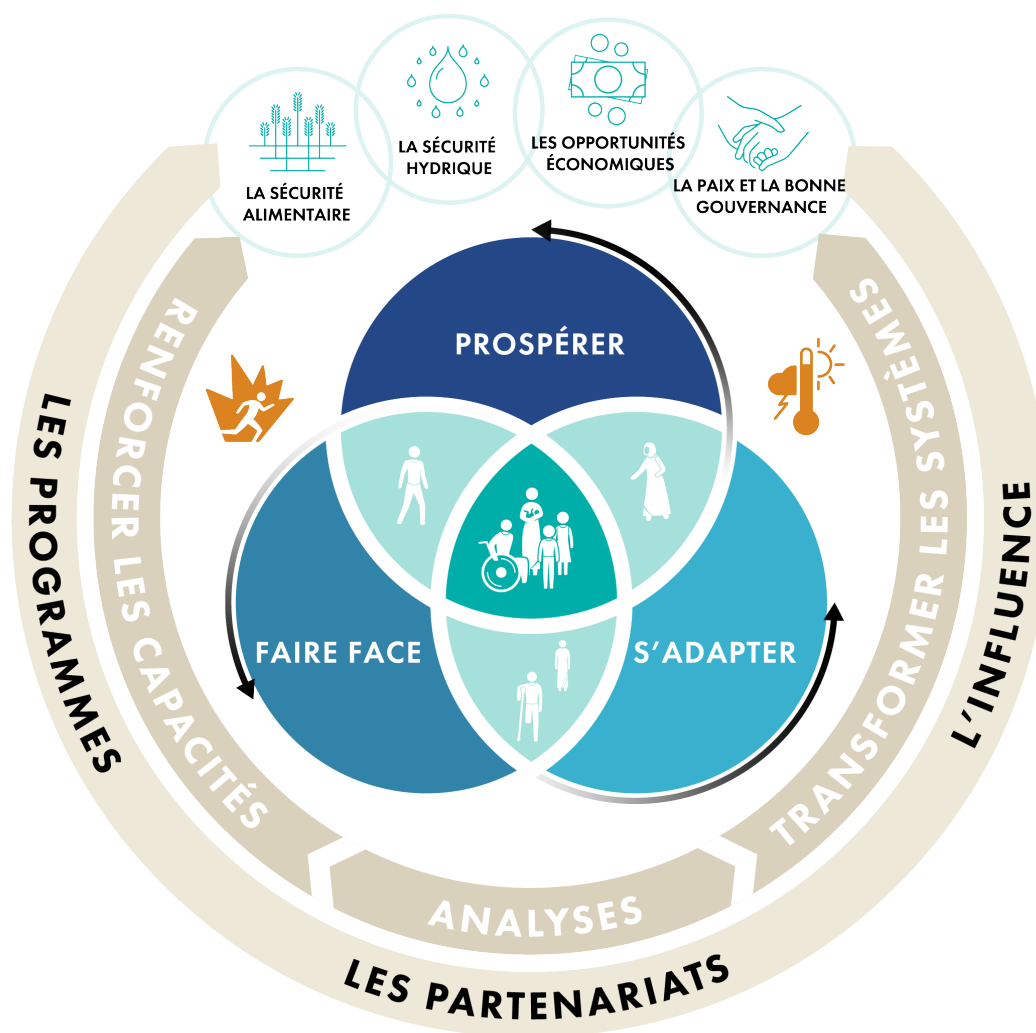 LA SÉCURITÉ
ALIMENTAIRE
LA SÉCURITÉ
HYDRIQUE
LES OPPORTUNITÉS
ÉCONOMIQUES
LA PAIX ET LA BONNE
GOUVERNANCE
PROSPÉRER
FAIRE FACE
S'ADAPTER
RENFORCER LES CAPACITÉS
ANALYSES
TRANSFORMER LES SYSTÈMES
LES PROGRAMMES
LES PARTENARIATS
L'INFLUENCE